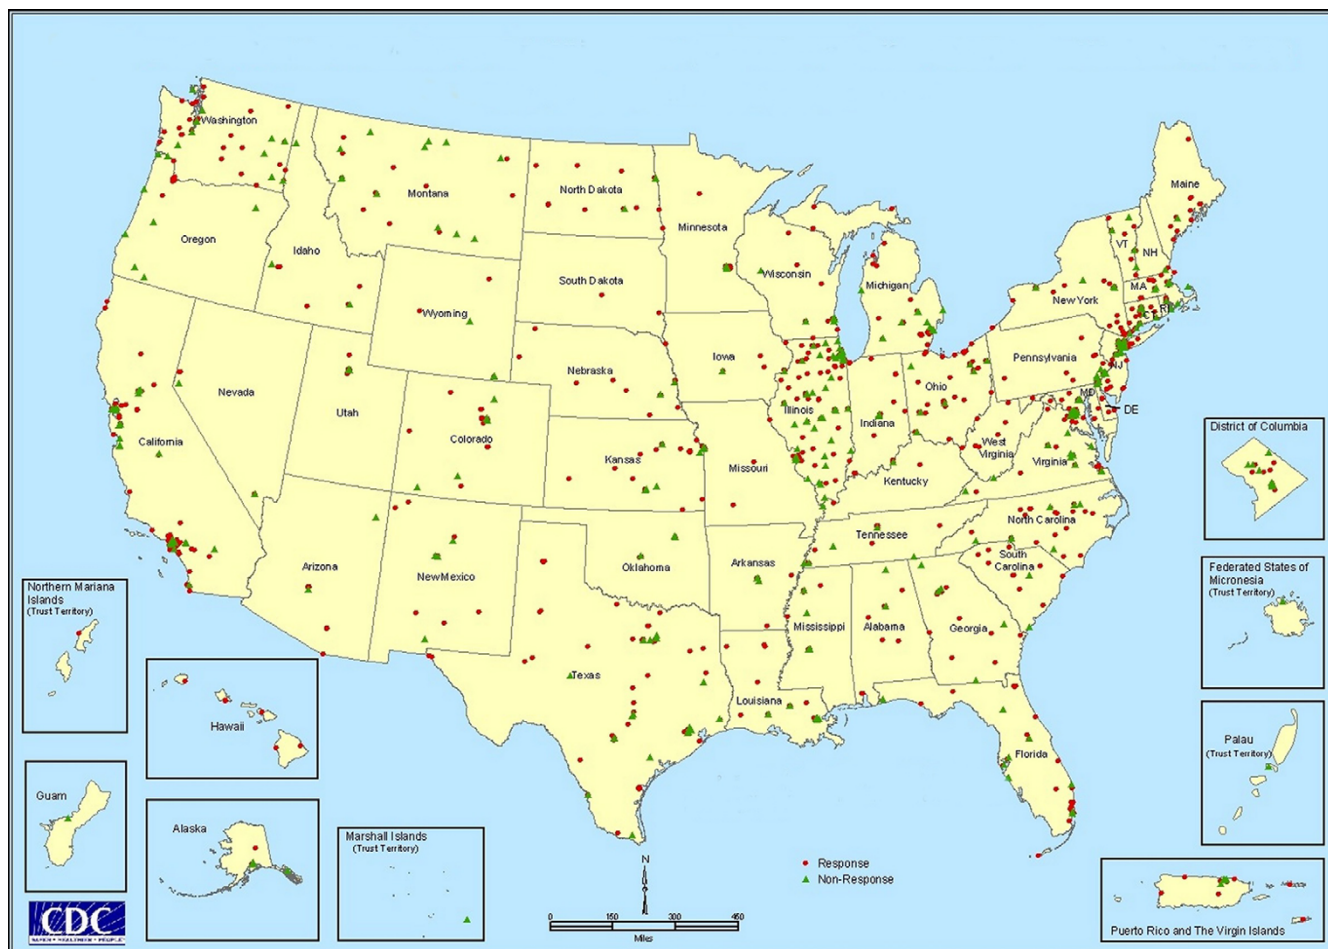 Washington
Montana
North Dakota
Minnesota
Maine
Oregon
Idaho
Wyoming
South Dakota
Wisconsin
Michigan
VT
NH
New York
MA
CT
RI
Nevada
Utah
Nebraska
Iowa
Illinois
Indiana
Ohio
Pennsylvania
NJ
MD
DE
California
Colorado
Kansas
Missouri
Kentucky
West
Virginia
Virginia
District of Columbia
Arizona
New Mexico
Oklahoma
Arkansas
Tennessee
North Carolina
South
Carolina
Mississippi
Alabama
Georgia
Texas
Louisiana
Florida
Northern Mariana
Islands
(Trust Territory)
Federated States of
Micronesia
(Trust Territory)
Hawaii
Palau
(Trust Territory)
Guam
Alaska
Marshall Islands
(Trust Territory)
N
Response
Non-Response
0 150 300 450
Miles
CDC
Puerto Rico and The Virgin Islands